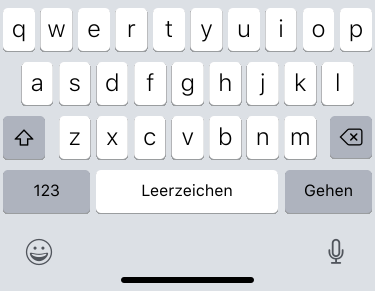 q w e r t y u i o p
a s d f g h j k l
z x c v b n m
123 Leerzeichen Gehen